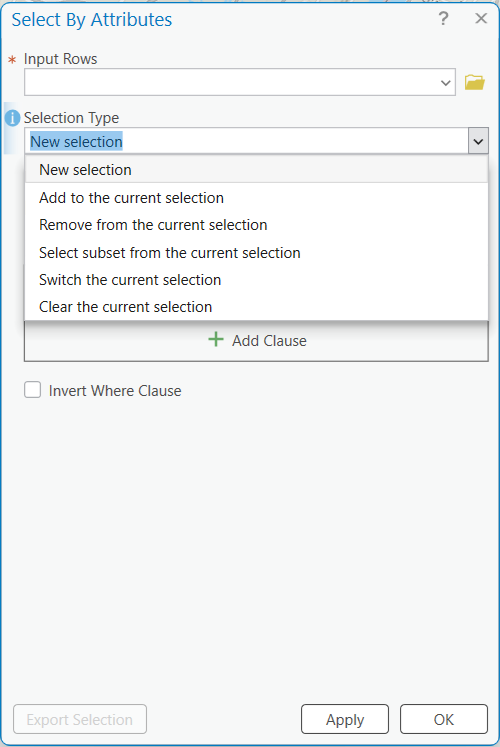 Select By Attributes
? ×
* Input Rows
Selection Type
New selection
New selection
Add to the current selection
Remove from the current selection
Select subset from the current selection
Switch the current selection
Clear the current selection
+ Add Clause
Invert Where Clause
Export Selection
Apply
OK